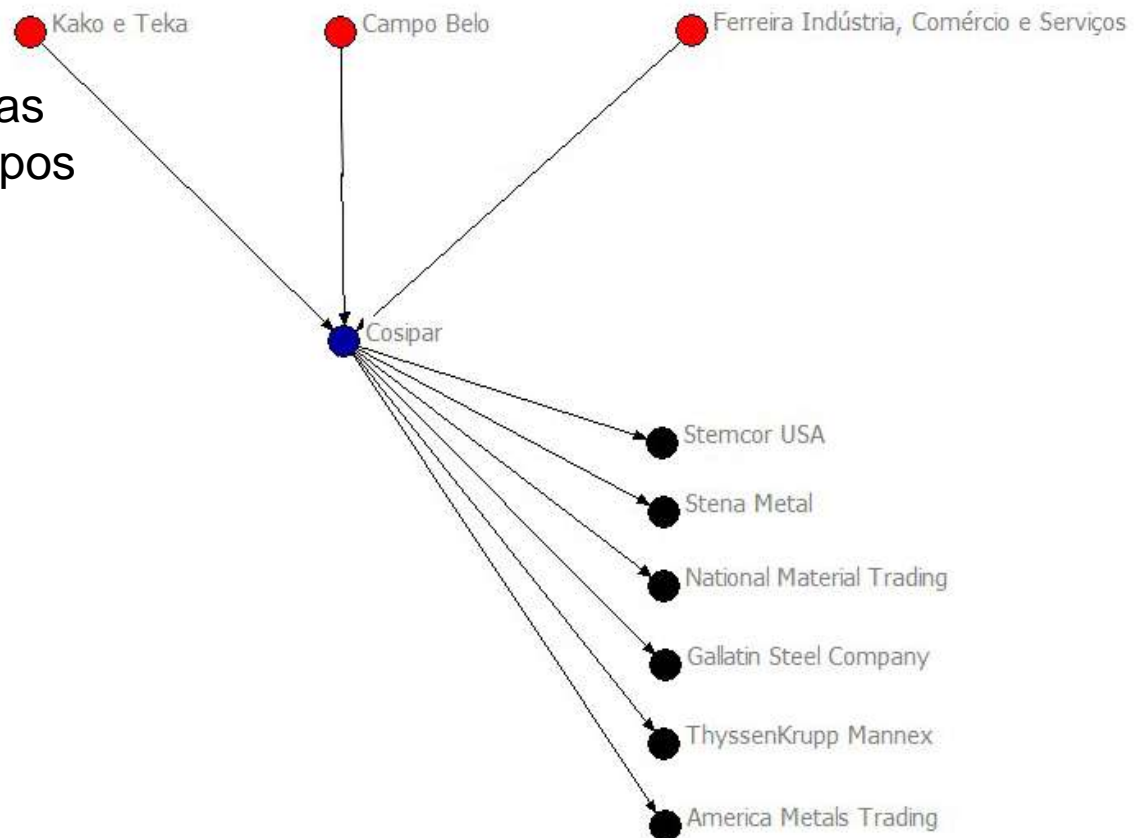 Kako e Teka
Campo Belo
Ferreira Indústria, Comércio e Serviços
as
pos
Cosipar
Stemcor USA
Stena Metal
National Material Trading
Gallatin Steel Company
ThyssenKrupp Mannex
America Metals Trading